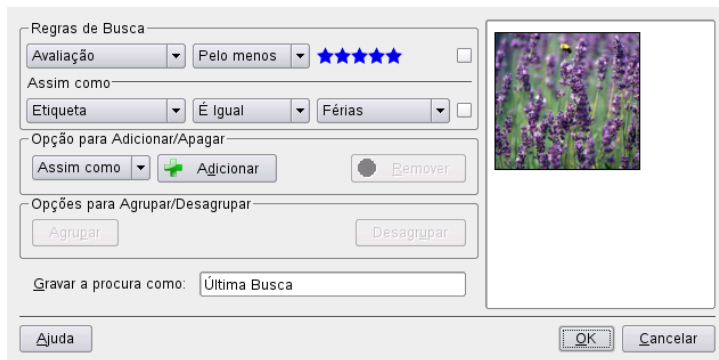 Regras de Busca
Avaliação Pelo menos
Assim como
Etiqueta É Igual Férias
Opção para Adicionar/Apagar
Assim como Adicionar Remover
Opções para Agrupar/Desagrupar
Agrupar Desagrupar
Gravar a procura como: Última Busca
Ajuda OK Cancelar